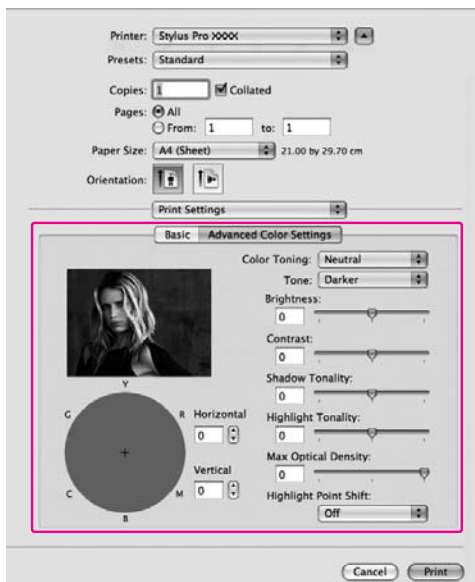 Printer: Stylus Pro XXXX
Presets: Standard
Copies: 1 Collated
Pages: All
From: 1 to: 1
Paper Size: A4 (Sheet) 21.00 by 29.70 cm
Orientation:
Print Settings
Basic Advanced Color Settings
Color Toning: Neutral
Tone: Darker
Brightness:
0
Contrast:
0
Shadow Tonality:
0
Highlight Tonality:
0
Max Optical Density:
0
Highlight Point Shift:
Off
Y
G R
C M
B
Horizontal
0
Vertical
0
Cancel Print